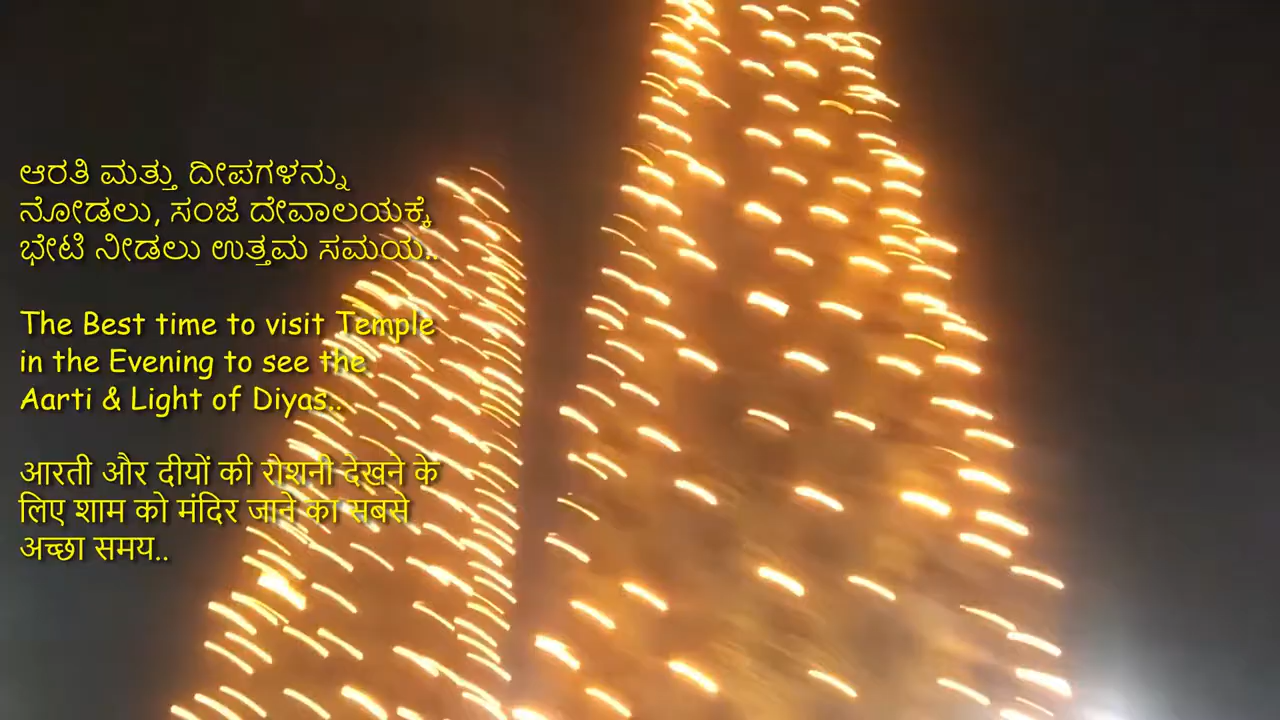 ಆರತಿ ಮತ್ತು ದೀಪಗಳನ್ನು
ನೋಡಲು, ಸಂಜೆ ದೇವಾಲಯಕ್ಕೆ
ಭೇಟಿ ನೀಡಲು ಉತ್ತಮ ಸಮಯ..
The Best time to visit Temple
in the Evening to see the
Aarti & Light of Diyas..
आरती और दीयों की रोशनी देखने के
लिए शाम को मंदिर जाने का सबसे
अच्छा समय..